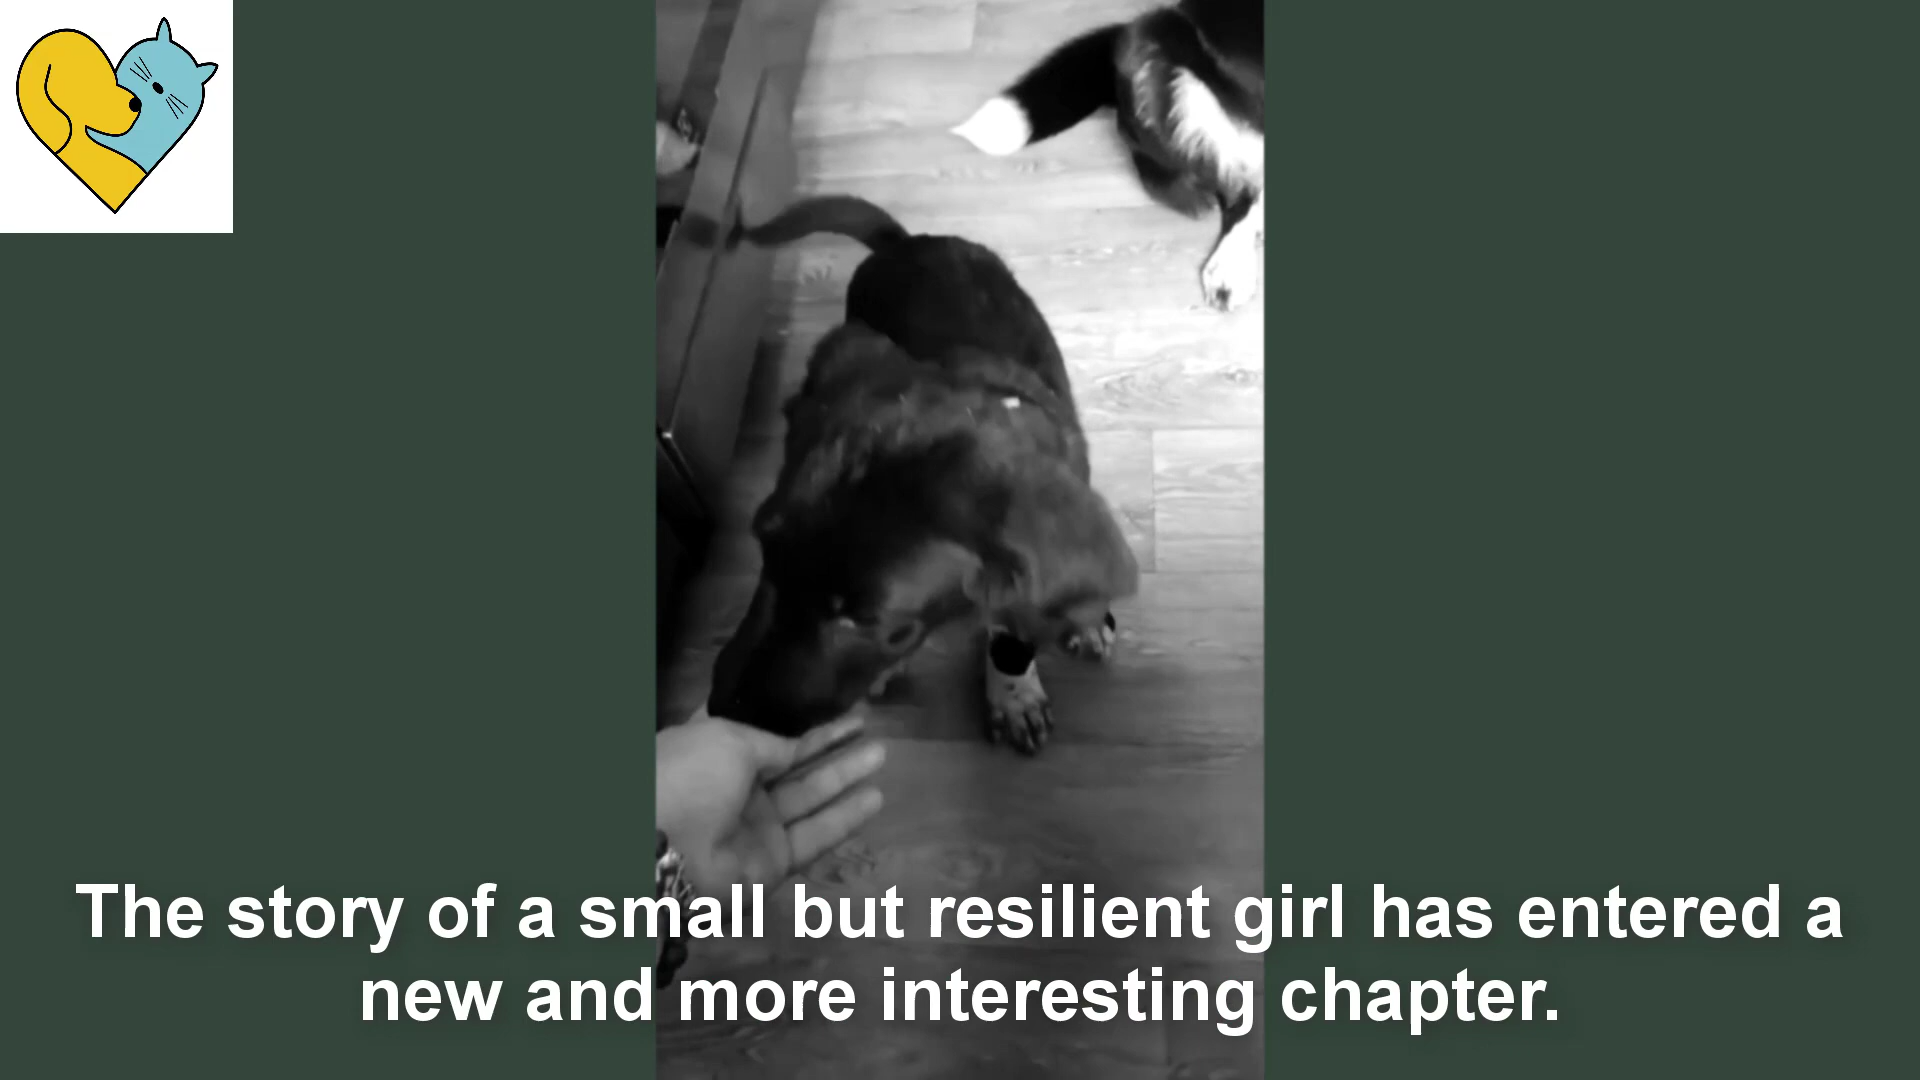 The story of a small but resilient girl has entered a
new and more interesting chapter.